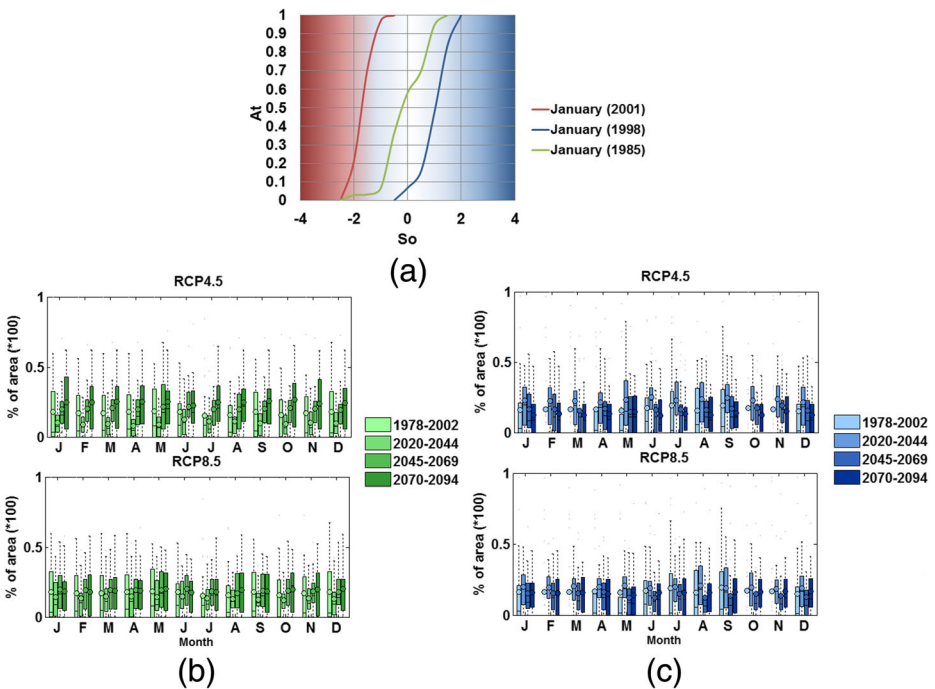 1
0.9
0.8
0.7
0.6
0.5
0.4
0.3
0.2
0.1
0
At
-4 -2 0 2 4
So
January (2001)
January (1998)
January (1985)
(a)
RCP4.5
1
0.5
0
% of area (*100)
J F M A M J J A S O N D
RCP8.5
1
0.5
0
% of area (*100)
J F M A M J J A S O N D
Month
1978-2002
2020-2044
2045-2069
2070-2094
(b)
RCP4.5
1
0.5
0
% of area (*100)
J F M A M J J A S O N D
RCP8.5
1
0.5
0
% of area (*100)
J F M A M J J A S O N D
Month
1978-2002
2020-2044
2045-2069
2070-2094
(c)